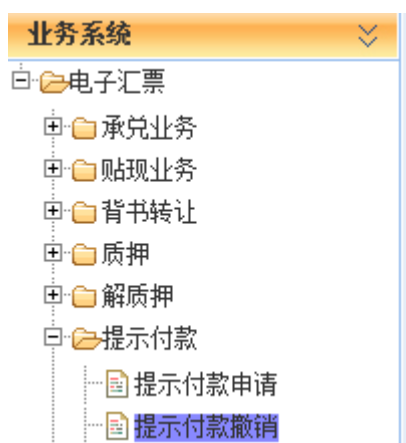 业务系统
电子汇票
承兑业务
贴现业务
背书转让
质押
解质押
提示付款
提示付款申请
提示付款撤销